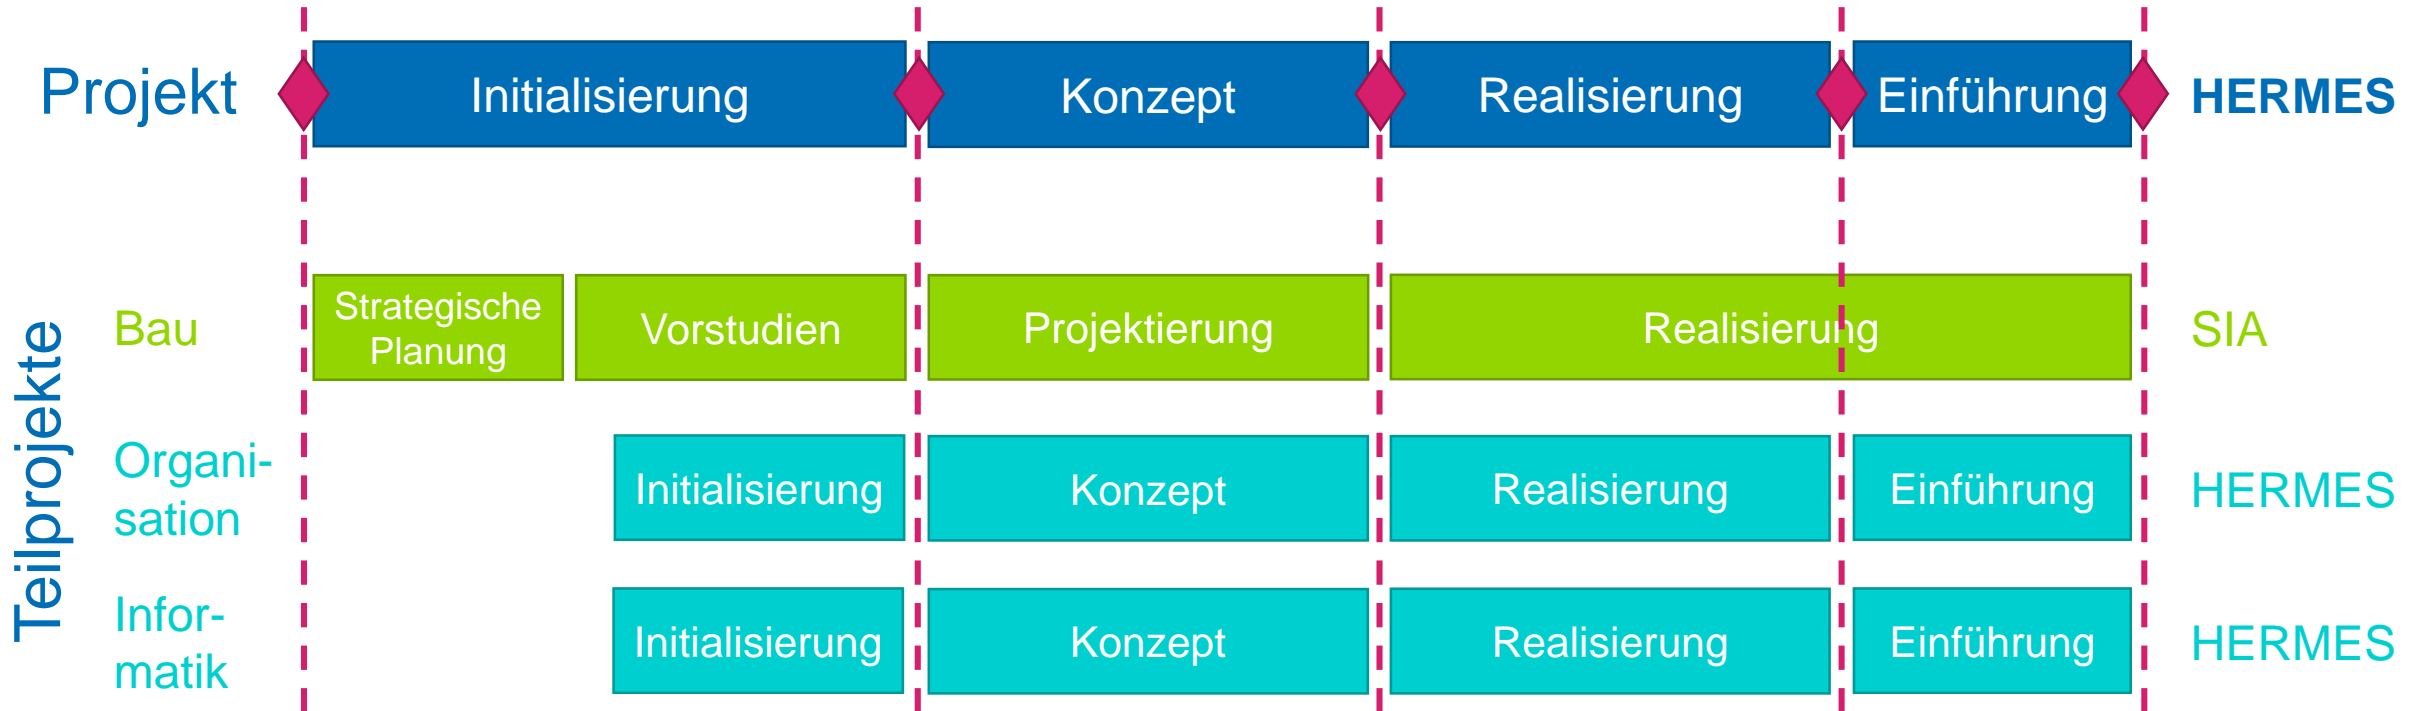 Projekt
Initialisierung
Konzept
Realisierung
Einführung
HERMES
Teilprojekte
Bau
Strategische
Planung
Vorstudien
Projektierung
Realisierung
SIA
Organi-
sation
Initialisierung
Konzept
Realisierung
Einführung
HERMES
Infor-
matik
Initialisierung
Konzept
Realisierung
Einführung
HERMES